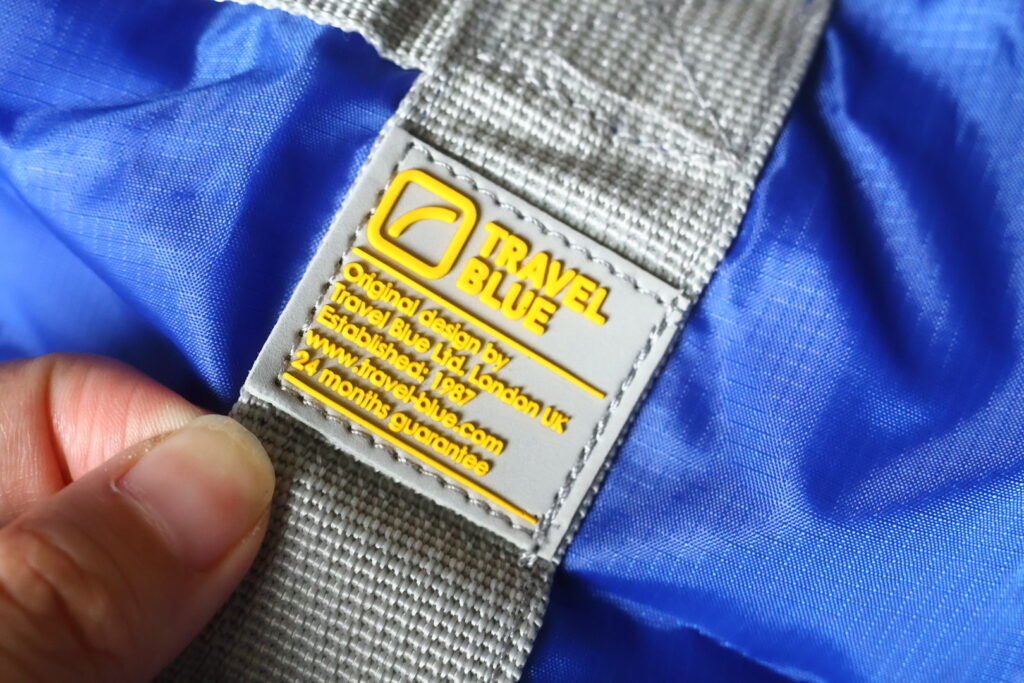 TRAVEL
BLUE
Original design by
Travel Blue Ltd. London UK
Established: 1987
www.travel-blue.com
24 months guarantee